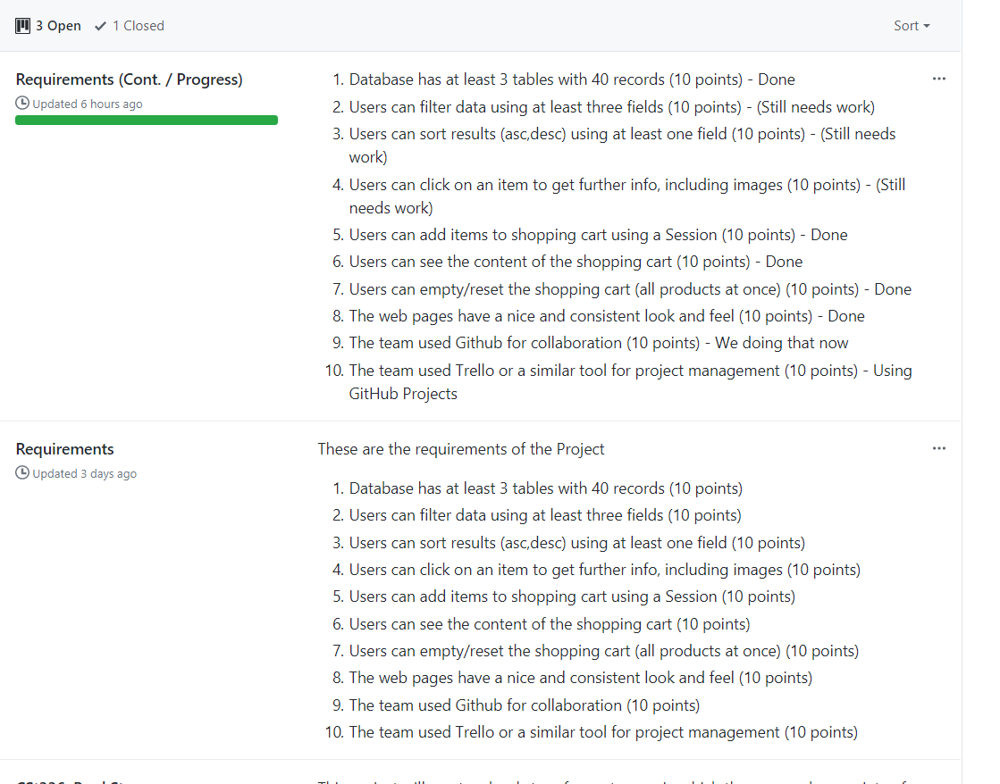 3 Open 1 Closed Sort
Requirements (Cont. / Progress)
Updated 6 hours ago
1. Database has at least 3 tables with 40 records (10 points) - Done
2. Users can filter data using at least three fields (10 points) - (Still needs work)
3. Users can sort results (asc,desc) using at least one field (10 points) - (Still needs
work)
4. Users can click on an item to get further info, including images (10 points) - (Still
needs work)
5. Users can add items to shopping cart using a Session (10 points) - Done
6. Users can see the content of the shopping cart (10 points) - Done
7. Users can empty/reset the shopping cart (all products at once) (10 points) - Done
8. The web pages have a nice and consistent look and feel (10 points) - Done
9. The team used Github for collaboration (10 points) - We doing that now
10. The team used Trello or a similar tool for project management (10 points) - Using
GitHub Projects
Requirements
Updated 3 days ago
These are the requirements of the Project
1. Database has at least 3 tables with 40 records (10 points)
2. Users can filter data using at least three fields (10 points)
3. Users can sort results (asc,desc) using at least one field (10 points)
4. Users can click on an item to get further info, including images (10 points)
5. Users can add items to shopping cart using a Session (10 points)
6. Users can see the content of the shopping cart (10 points)
7. Users can empty/reset the shopping cart (all products at once) (10 points)
8. The web pages have a nice and consistent look and feel (10 points)
9. The team used Github for collaboration (10 points)
10. The team used Trello or a similar tool for project management (10 points)